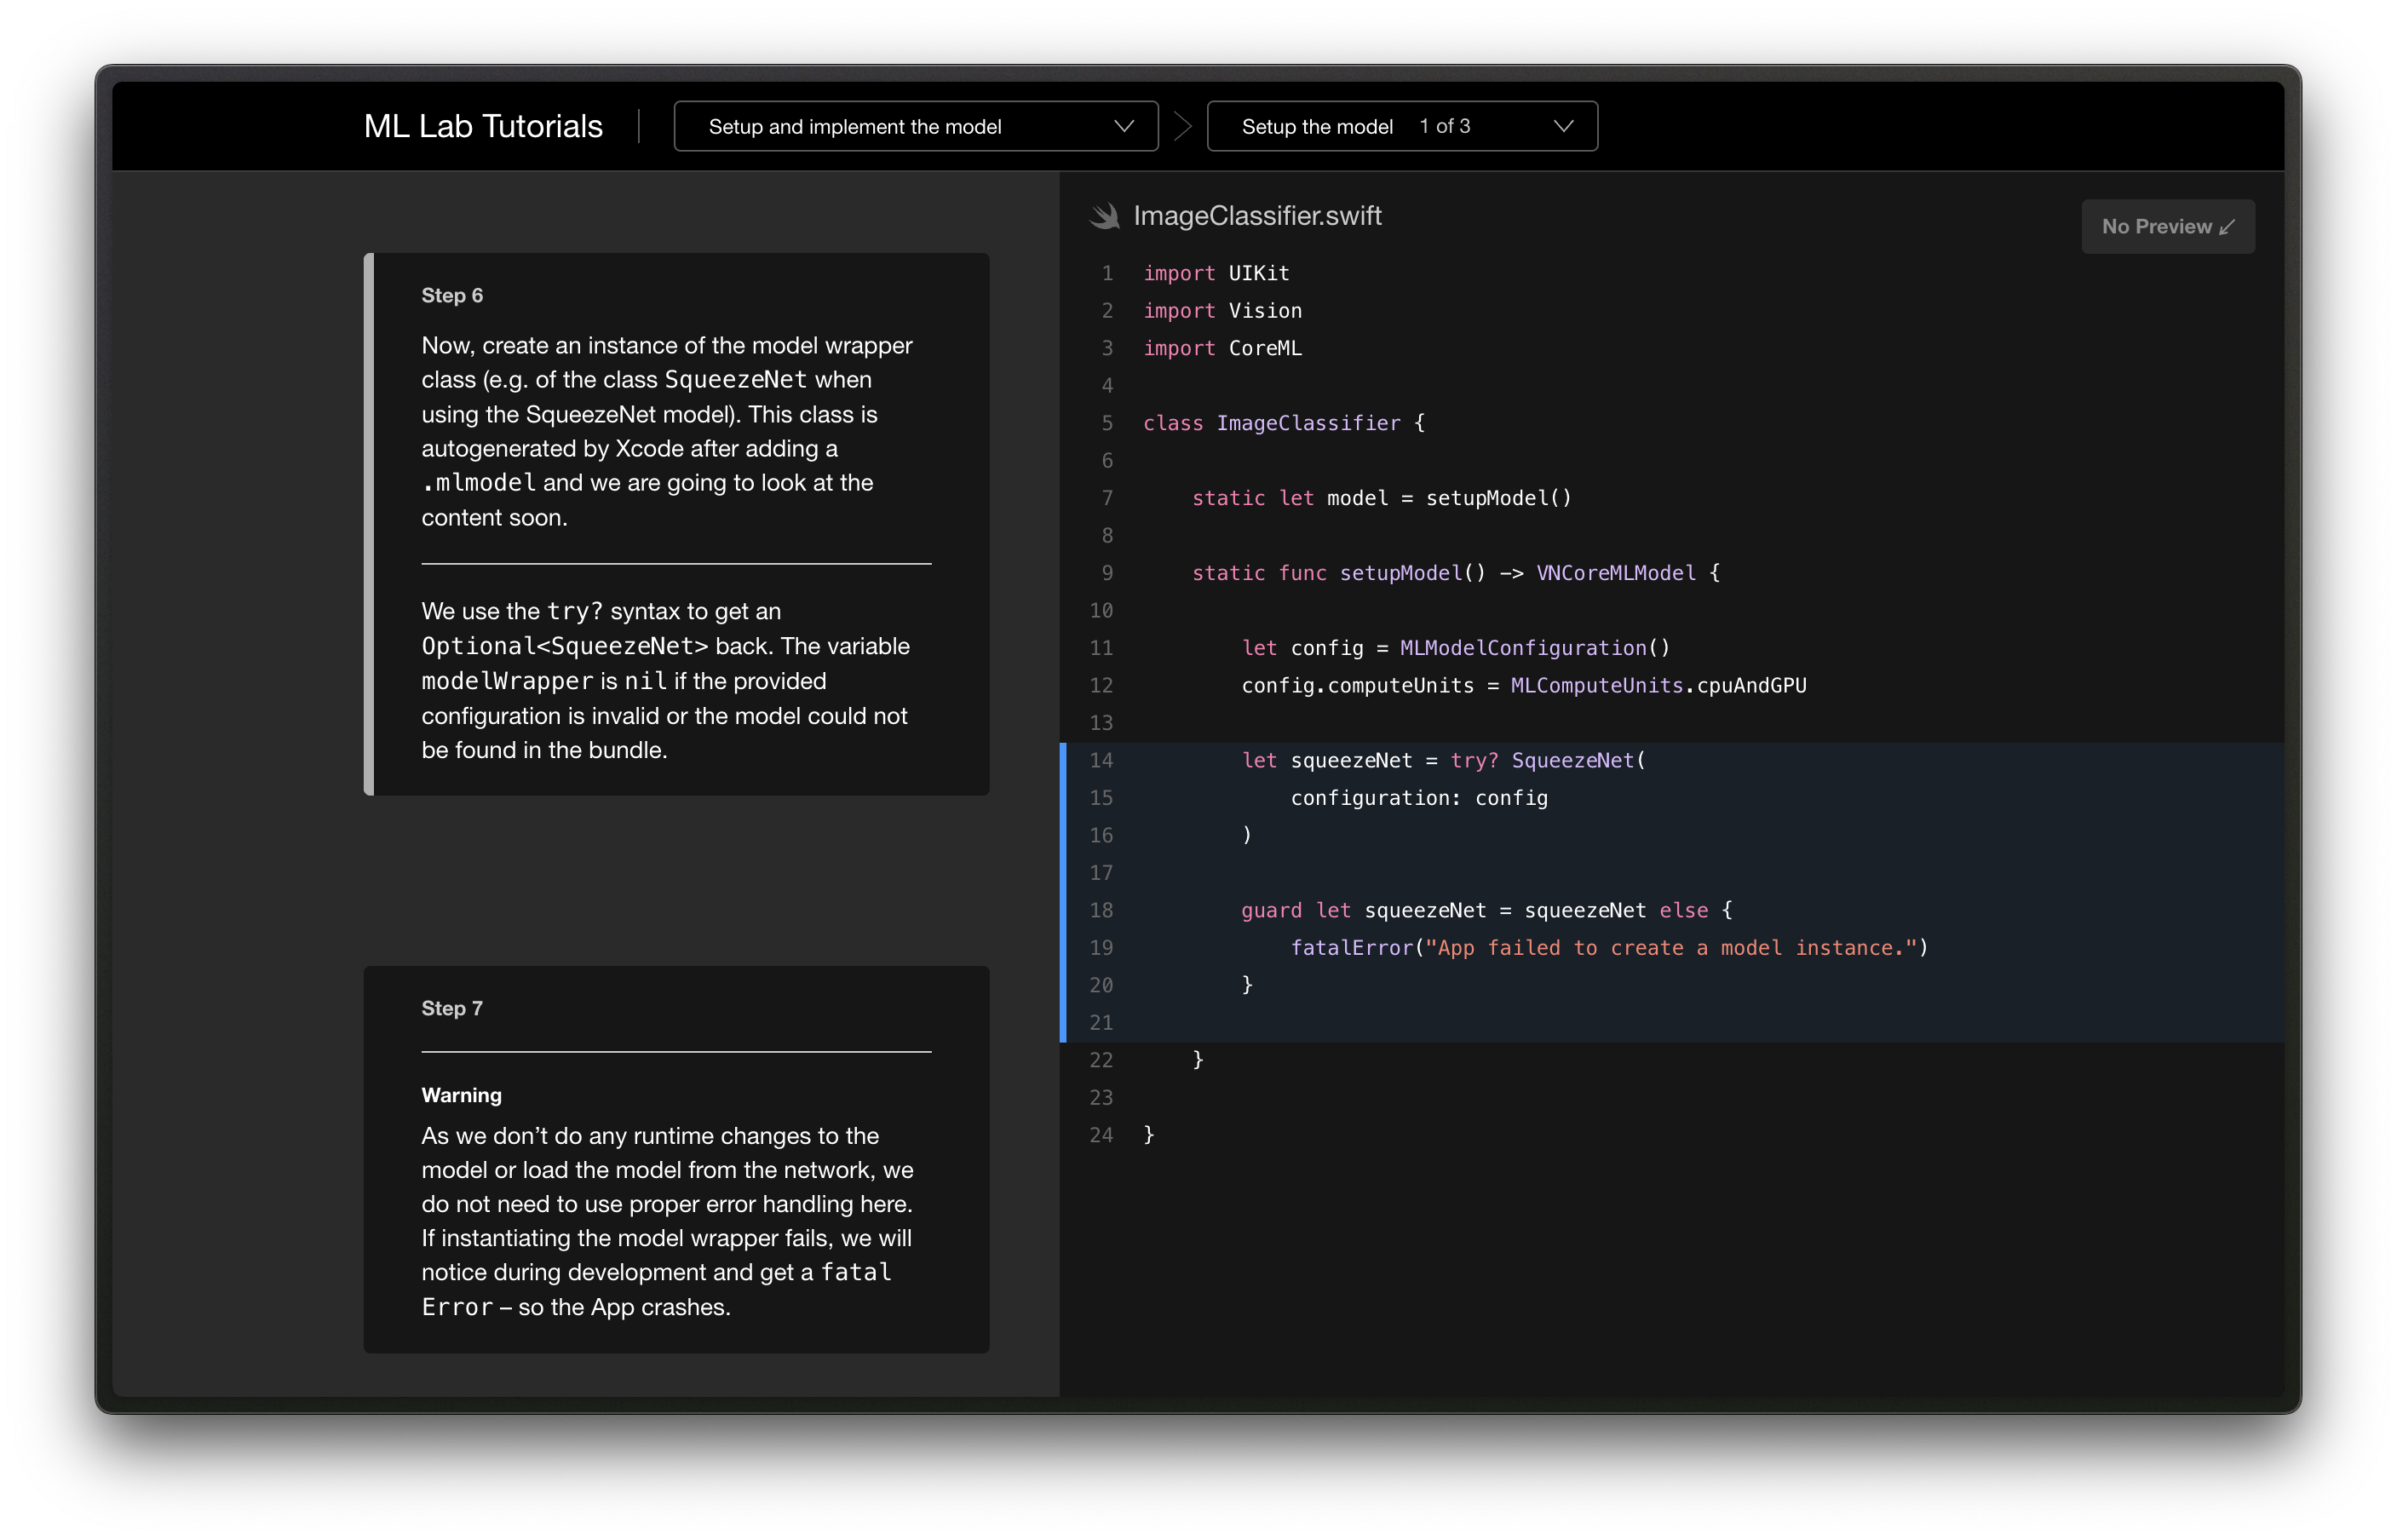 ML Lab Tutorials
Setup and implement the model
Setup the model 1 of 3
Step 6
Now, create an instance of the model wrapper
class (e.g. of the class SqueezeNet when
using the SqueezeNet model). This class is
autogenerated by Xcode after adding a
.mlmodel and we are going to look at the
content soon.
We use the try? syntax to get an
Optional<SqueezeNet> back. The variable
modelWrapper is nil if the provided
configuration is invalid or the model could not
be found in the bundle.
Step 7
Warning
As we don’t do any runtime changes to the
model or load the model from the network, we
do not need to use proper error handling here.
If instantiating the model wrapper fails, we will
notice during development and get a fatal
Error – so the App crashes.
ImageClassifier.swift
No Preview
1 import UIKit
2 import Vision
3 import CoreML
4
5 class ImageClassifier {
6
7     static let model = setupModel()
8
9     static func setupModel() -> VNCoreMLModel {
10
11         let config = MLModelConfiguration()
12         config.computeUnits = MLComputeUnits.cpuAndGPU
13
14         let squeezeNet = try? SqueezeNet(
15             configuration: config
16         )
17
18         guard let squeezeNet = squeezeNet else {
19             fatalError("App failed to create a model instance.")
20         }
21
22     }
23
24 }